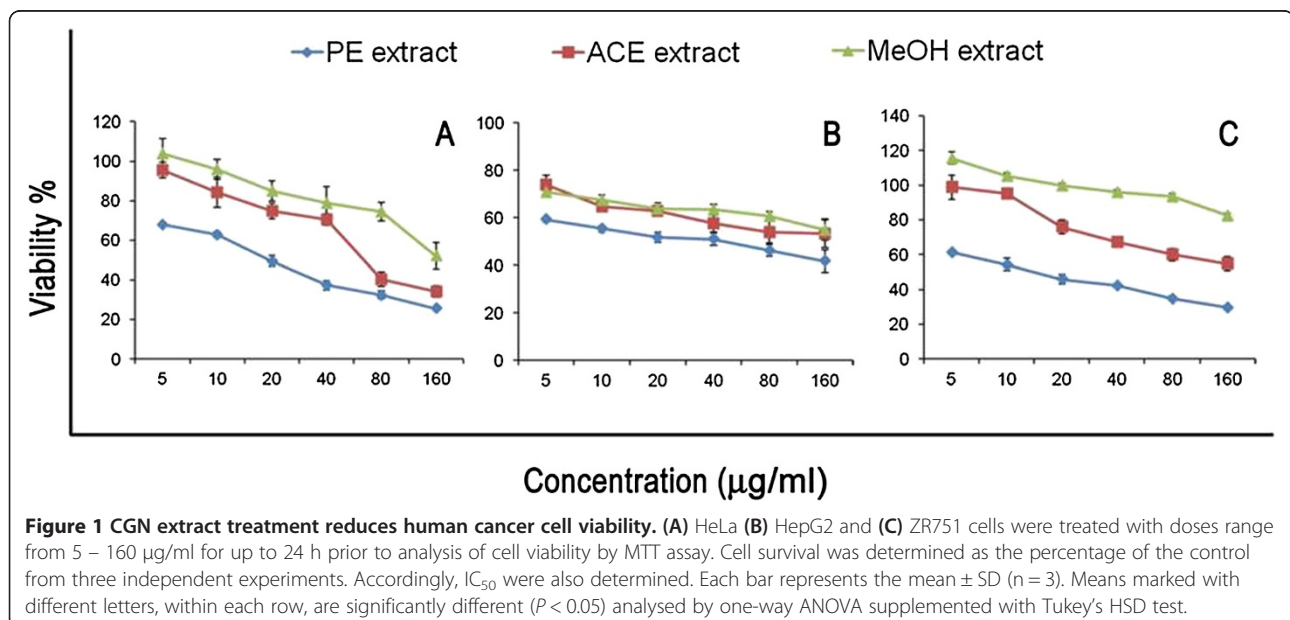 PE extract ACE extract MeOH extract
A B C
Viability %
120
100
80
60
40
20
0
5 10 20 40 80 160
100
80
60
40
20
0
5 10 20 40 80 160
140
120
100
80
60
40
20
0
5 10 20 40 80 160
Concentration (µg/ml)
Figure 1 CGN extract treatment reduces human cancer cell viability. (A) HeLa (B) HepG2 and (C) ZR751 cells were treated with doses range
from 5 – 160 μg/ml for up to 24 h prior to analysis of cell viability by MTT assay. Cell survival was determined as the percentage of the control
from three independent experiments. Accordingly, IC50 were also determined. Each bar represents the mean ± SD (n = 3). Means marked with
different letters, within each row, are significantly different (P < 0.05) analysed by one-way ANOVA supplemented with Tukey's HSD test.